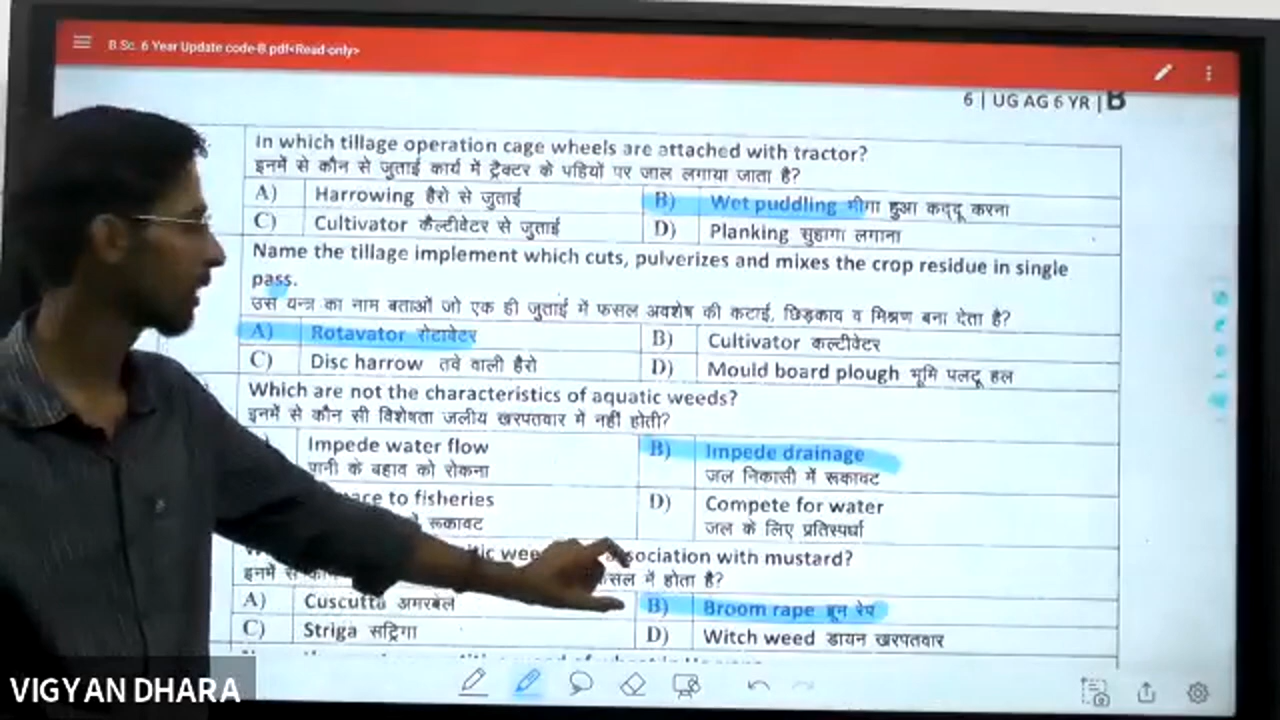 B.Sc. 6 Year Update code-B.pdf<Read-only>
6 | UG AG 6 YR | B
In which tillage operation cage wheels are attached with tractor?
इनमें से कौन से जुताई कार्य में ट्रैक्टर के पहियों पर जाल लगाया जाता है?
A) Harrowing हैरो से जुताई B) Wet puddling गीगा हुआ कद्दू करना
C) Cultivator कैल्टीवेटर से जुताई D) Planking सुहागा लगाना
Name the tillage implement which cuts, pulverizes and mixes the crop residue in single
pass.
उस यन्त्र का नाम बताओं जो एक ही जुताई में फसल अवशेष की कटाई, छिड़काय व मिश्रण बना देता है?
A) Rotavator रोटावेटर B) Cultivator कल्टीवेटर
C) Disc harrow तवे वाली हैरो D) Mould board plough भूमि पलटू हल
Which are not the characteristics of aquatic weeds?
इनमें से कौन सी विशेषता जलीय खरपतवार में नहीं होती?
Impede water flow B) Impede drainage
पानी के बहाव को रोकना जल निकासी में रूकावट
to fisheries D) Compete for water
रूकावट जल के लिए प्रतिस्पर्धा
with mustard?
इनमें में होता है?
A) Cuscutta अमरबेल B) Broom rape ब्रून रेप
C) Striga सट्रिगा D) Witch weed डायन खरपतवार
VIGYAN DHARA